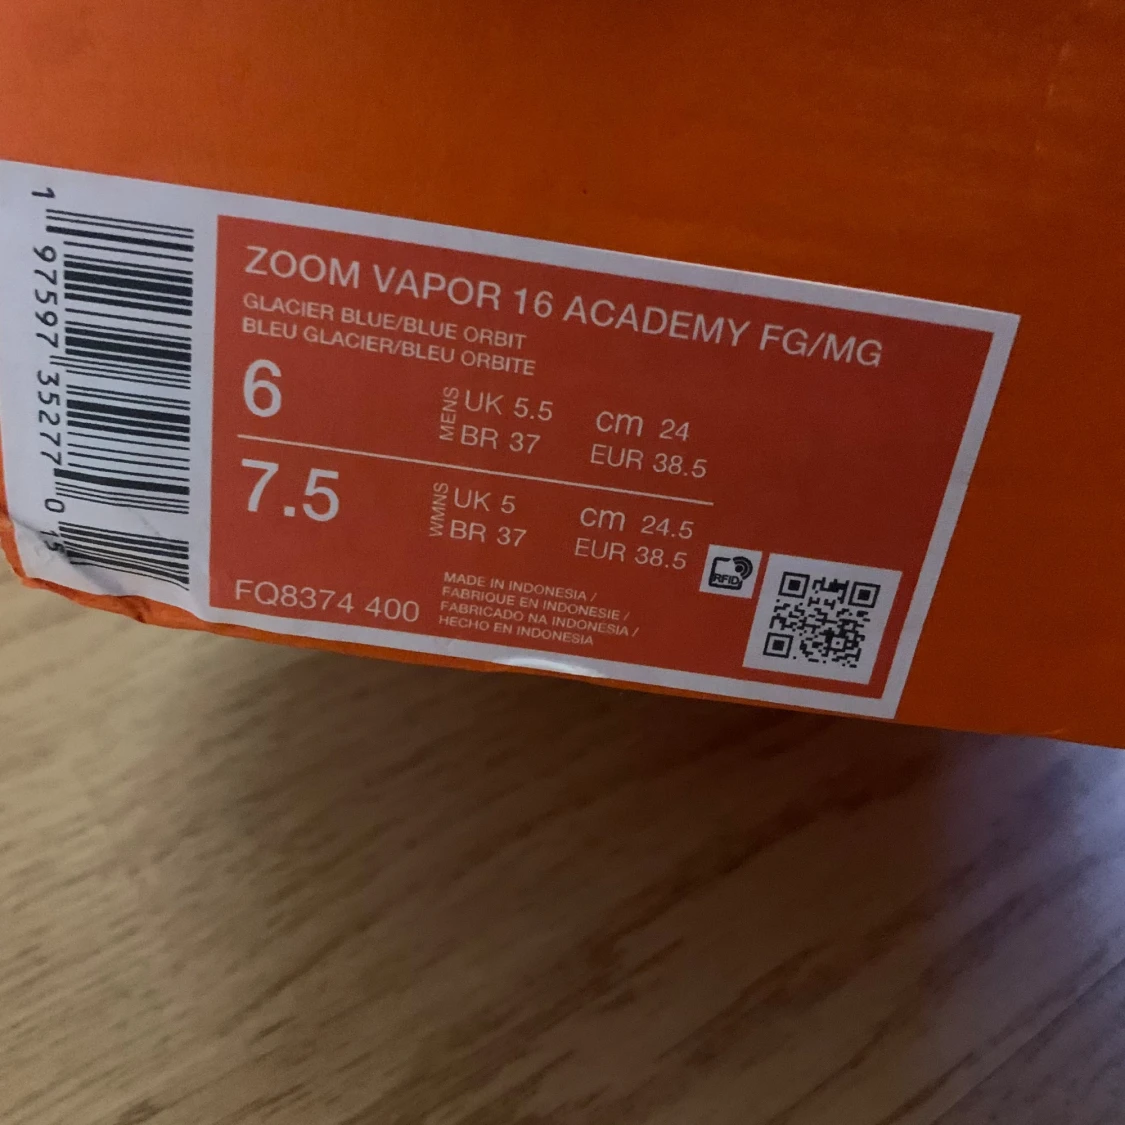 1 97597 35277 0 15
ZOOM VAPOR 16 ACADEMY FG/MG
GLACIER BLUE/BLUE ORBIT
BLEU GLACIER/BLEU ORBITE
6
MENS
UK 5.5
cm 24
BR 37
EUR 38.5
7.5
WMNS
UK 5
cm 24.5
BR 37
EUR 38.5
RFID
FQ8374 400
MADE IN INDONESIA /
FABRIQUE EN INDONESIE /
FABRICADO NA INDONESIA /
HECHO EN INDONESIA